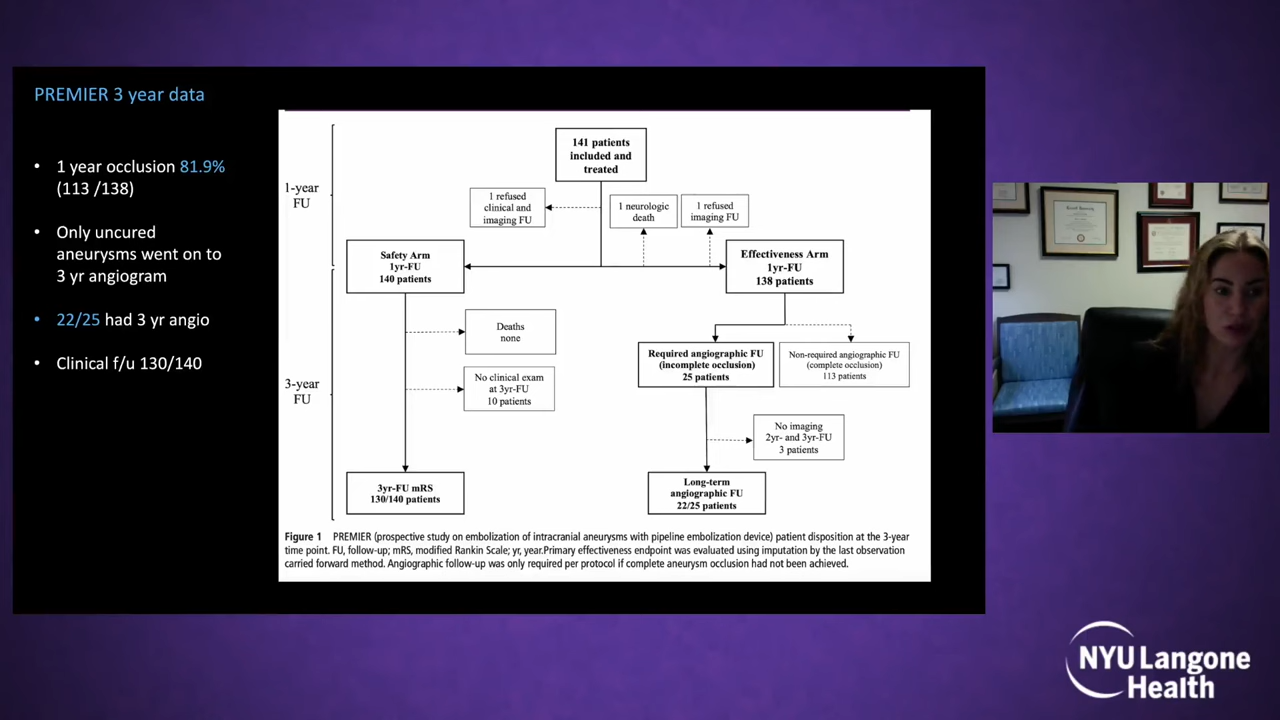 PREMIER 3 year data
• 1 year occlusion 81.9%
(113 /138)
• Only uncured
aneurysms went on to
3 yr angiogram
• 22/25 had 3 yr angio
• Clinical f/u 130/140
1-year
FU
141 patients
included and
treated
1 refused
clinical and
imaging FU
1 neurologic
death
1 refused
imaging FU
Safety Arm
1yr-FU
140 patients
Effectiveness Arm
1yr-FU
138 patients
3-year
FU
Deaths
none
No clinical exam
at 3yr-FU
10 patients
Required angiographic FU
(incomplete occlusion)
25 patients
Non-required angiographic FU
(complete occlusion)
113 patients
No imaging
2yr- and 3yr-FU
3 patients
3yr-FU mRS
130/140 patients
Long-term
angiographic FU
22/25 patients
Figure 1 PREMIER (prospective study on embolization of intracranial aneurysms with pipeline embolization device) patient disposition at the 3-year
time point. FU, follow-up; mRS, modified Rankin Scale; yr, year.Primary effectiveness endpoint was evaluated using imputation by the last observation
carried forward method. Angiographic follow-up was only required per protocol if complete aneurysm occlusion had not been achieved.
NYU Langone
Health